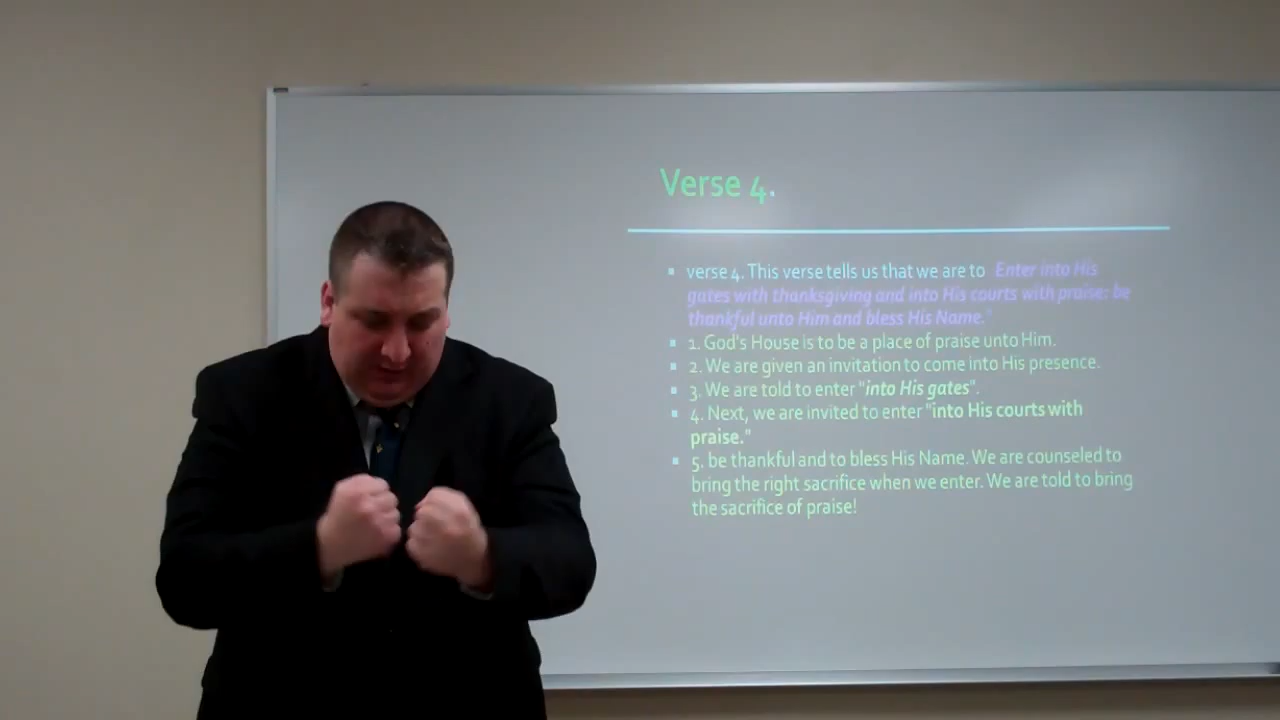 Verse 4.
verse 4. This verse tells us that we are to Enter into His
gates with thanksgiving and into His courts with praise: be
thankful unto Him and bless His Name."
1. God's House is to be a place of praise unto Him.
2. We are given an invitation to come into His presence.
3. We are told to enter "into His gates".
4. Next, we are invited to enter "into His courts with
praise."
5. be thankful and to bless His Name. We are counseled to
bring the right sacrifice when we enter. We are told to bring
the sacrifice of praise!